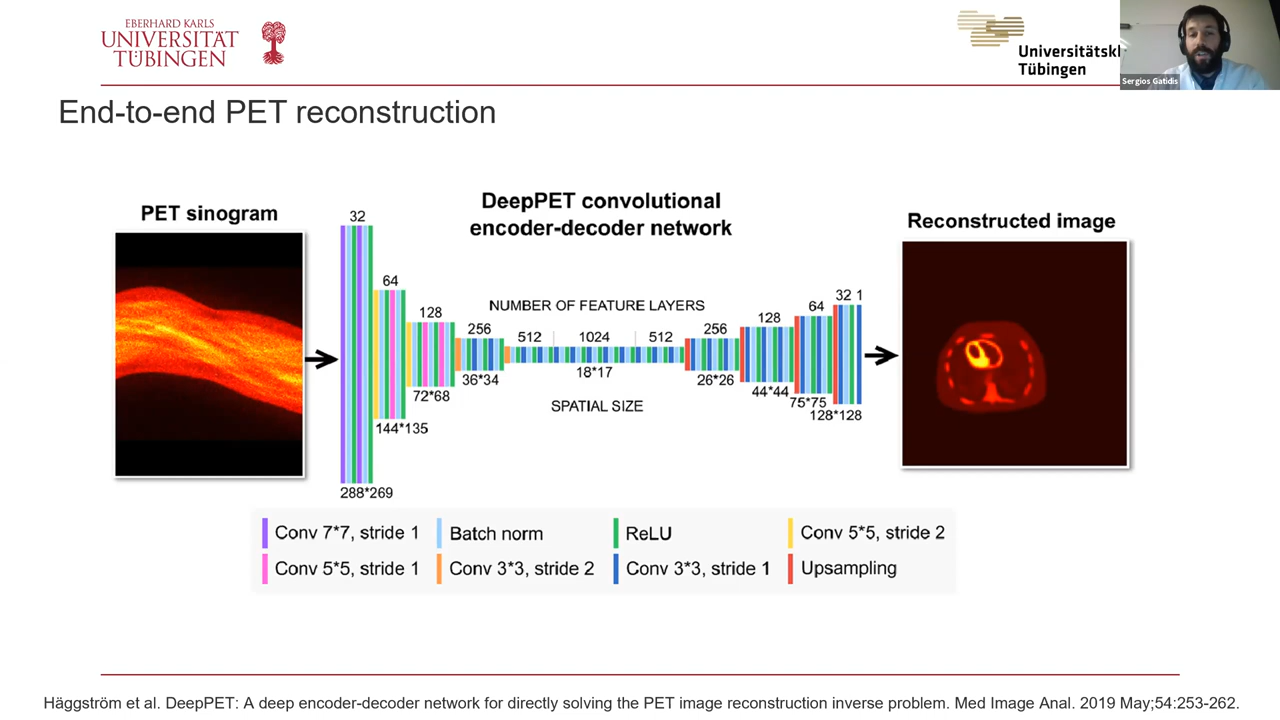 EBERHARD KARLS
UNIVERSITÄT
TÜBINGEN
Universitätskl
Tübingen
Sergios Gatidis
End-to-end PET reconstruction
PET sinogram
DeepPET convolutional
encoder-decoder network
Reconstructed image
32
64
128
256
512
1024
512
256
128
64
32 1
NUMBER OF FEATURE LAYERS
SPATIAL SIZE
288*269
144*135
72*68
36*34
18*17
26*26
44*44
75*75
128*128
Conv 7*7, stride 1
Batch norm
ReLU
Conv 5*5, stride 2
Conv 5*5, stride 1
Conv 3*3, stride 2
Conv 3*3, stride 1
Upsampling
Häggström et al. DeepPET: A deep encoder-decoder network for directly solving the PET image reconstruction inverse problem. Med Image Anal. 2019 May;54:253-262.